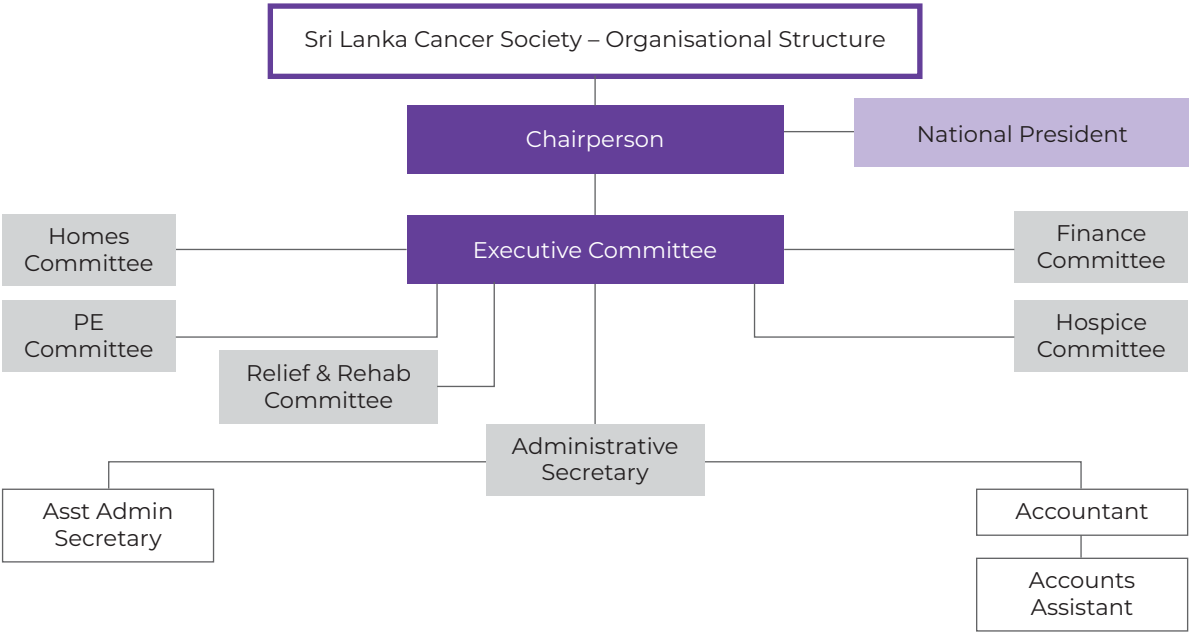 Sri Lanka Cancer Society – Organisational Structure
Chairperson
National President
Executive Committee
Homes
Committee
Finance
Committee
PE
Committee
Hospice
Committee
Relief & Rehab
Committee
Administrative
Secretary
Asst Admin
Secretary
Accountant
Accounts
Assistant